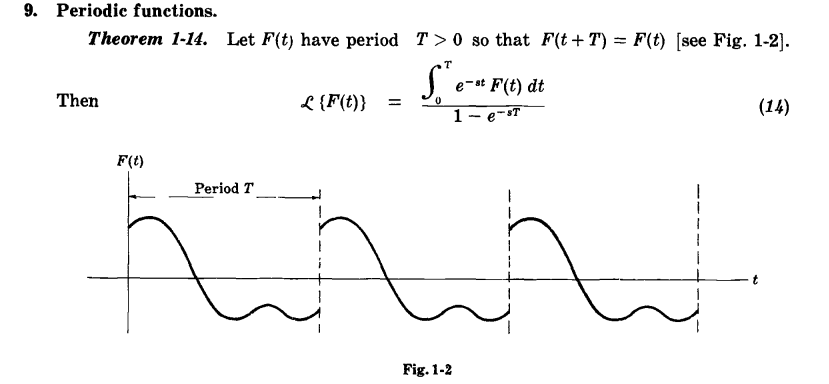 9. Periodic functions.
Theorem 1-14. Let F(t) have period T > 0 so that F(t + T) = F(t) [see Fig. 1-2].
Then ℒ {F(t)} = ∫₀ᵀ e^{-st} F(t) dt / 1 - e^{-sT} (14)
F(t)
Period T
t
Fig. 1-2